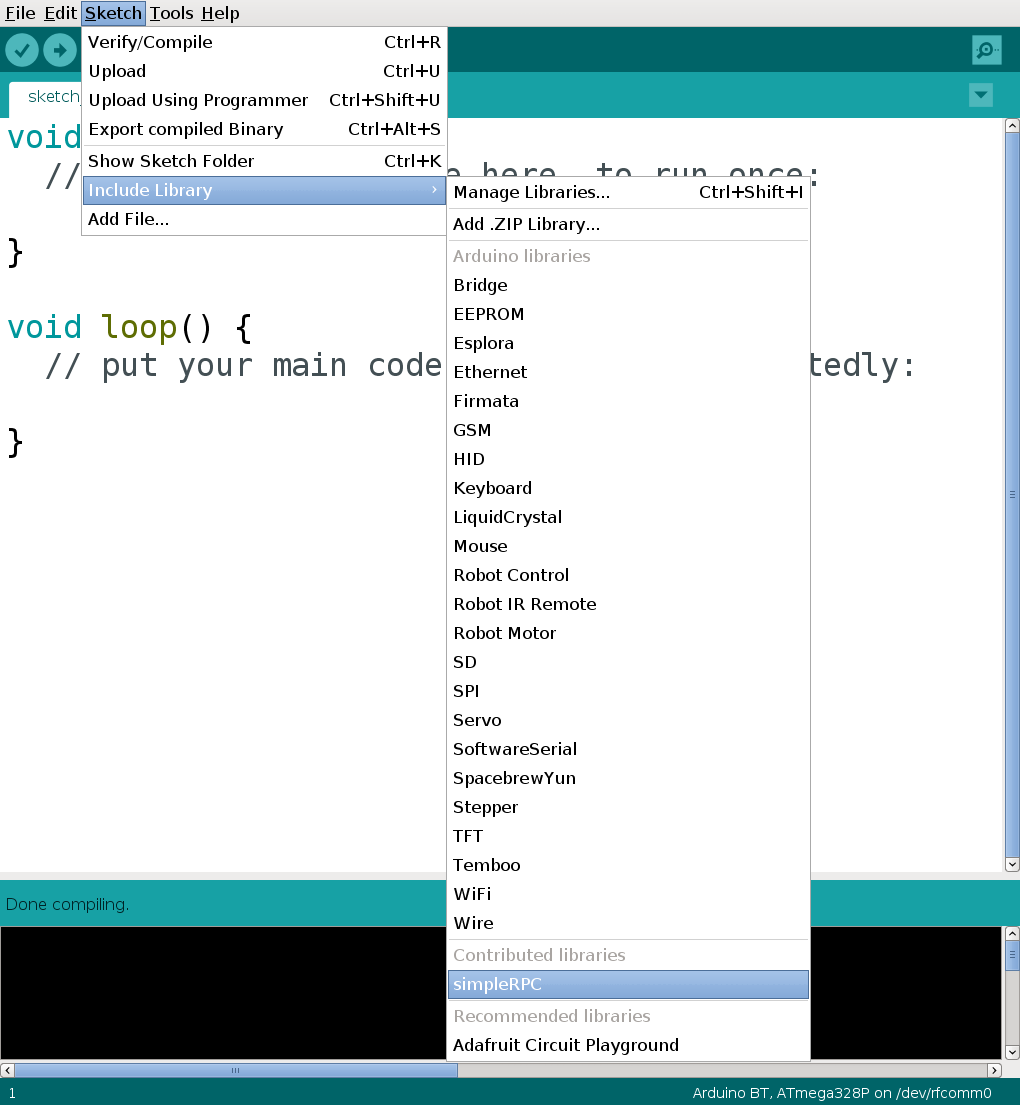 File Edit Sketch Tools Help
Verify/Compile Ctrl+R
Upload Ctrl+U
Upload Using Programmer Ctrl+Shift+U
Export compiled Binary Ctrl+Alt+S
Show Sketch Folder Ctrl+K
Include Library ›
Add File...
Manage Libraries... Ctrl+Shift+I
Add .ZIP Library...
Arduino libraries
Bridge
EEPROM
Esplora
Ethernet
Firmata
GSM
HID
Keyboard
LiquidCrystal
Mouse
Robot Control
Robot IR Remote
Robot Motor
SD
SPI
Servo
SoftwareSerial
SpacebrewYun
Stepper
TFT
Temboo
WiFi
Wire
Contributed libraries
simpleRPC
Recommended libraries
Adafruit Circuit Playground
sketch_
void
// here, to run once:
}
void loop() {
// put your main code tedly:
}
Done compiling.
1 Arduino BT, ATmega328P on /dev/rfcomm0